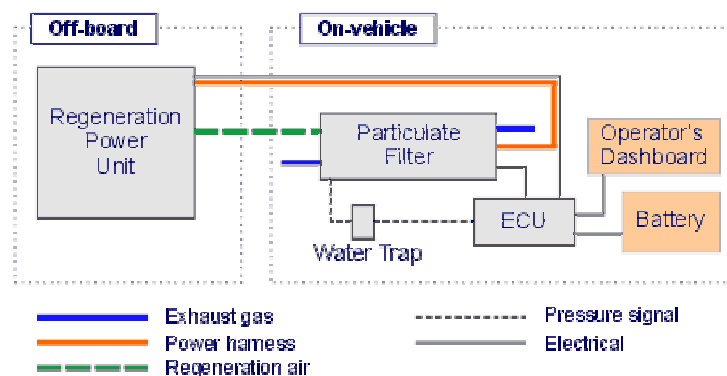 Off-board
On-vehicle
Regeneration
Power
Unit
Particulate
Filter
Operator's
Dashboard
ECU
Battery
Water Trap
Exhaust gas
Pressure signal
Power harness
Electrical
Regeneration air